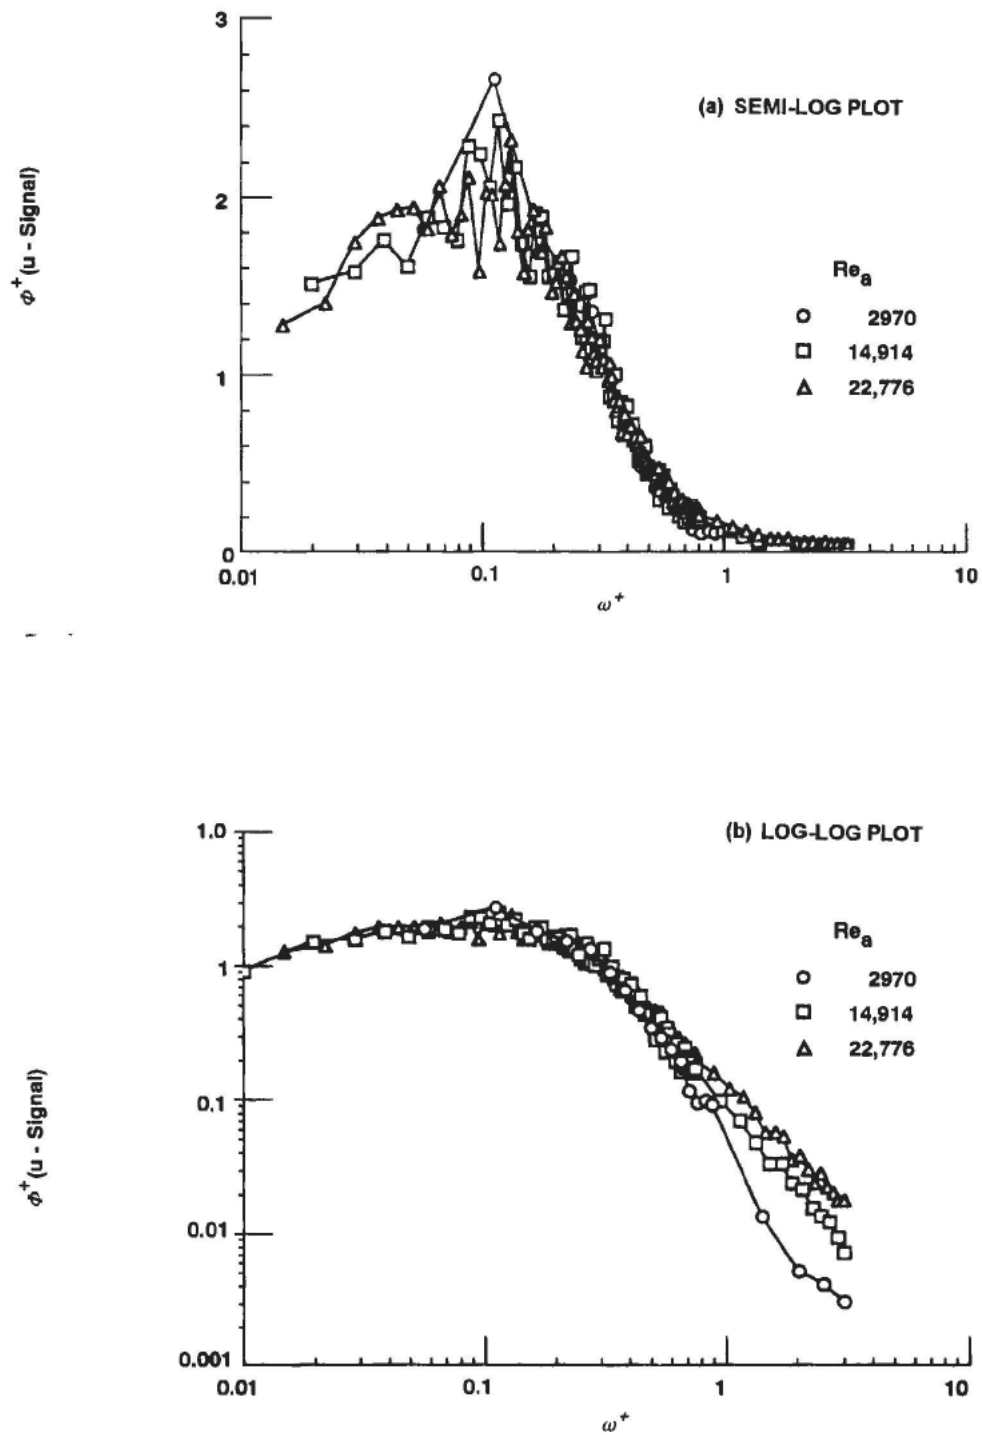 3
(a) SEMI-LOG PLOT
Φ⁺(u - Signal)
2
Re_a
2970
14,914
1
22,776
0
0.01 0.1 1 10
ω⁺
1.0
(b) LOG-LOG PLOT
Re_a
1
2970
14,914
22,776
Φ⁺(u - Signal)
0.1
0.01
0.001
0.01 0.1 1 10
ω⁺